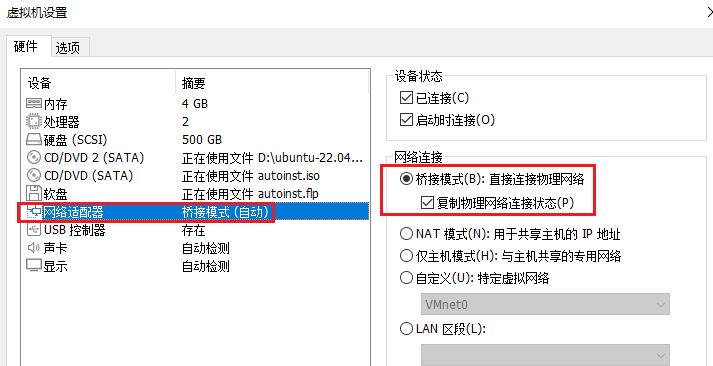 虚拟机设置
硬件 选项
设备 摘要
内存 4 GB
处理器 2
硬盘 (SCSI) 500 GB
CD/DVD 2 (SATA) 正在使用文件 D:\ubuntu-22.04...
CD/DVD (SATA) 正在使用文件 autoinst.iso
软盘 正在使用文件 autoinst.flp
网络适配器 桥接模式 (自动)
USB 控制器 存在
声卡 自动检测
显示 自动检测
设备状态
已连接(C)
启动时连接(O)
网络连接
桥接模式(B): 直接连接物理网络
复制物理网络连接状态(P)
NAT 模式(N): 用于共享主机的 IP 地址
仅主机模式(H): 与主机共享的专用网络
自定义(U): 特定虚拟网络
VMnet0
LAN 区段(L):